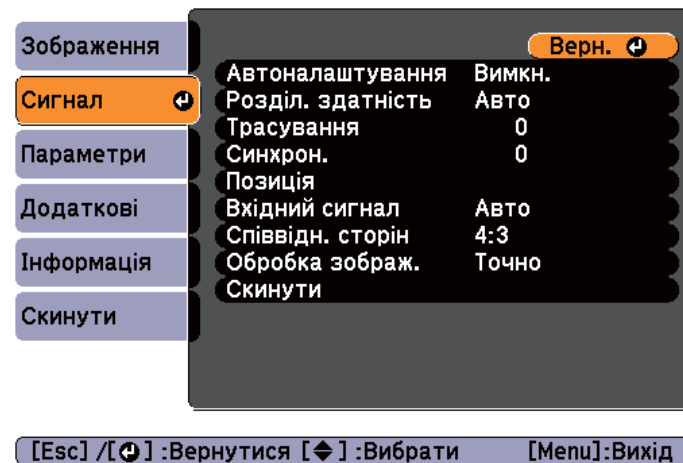 Зображення
Сигнал
Параметри
Додаткові
Інформація
Скинути
Верн.
Автоналаштування Вимкн.
Розділ. здатність Авто
Трасування 0
Синхрон. 0
Позиція
Вхідний сигнал Авто
Співвідн. сторін 4:3
Обробка зображ. Точно
Скинути
[Esc] /[ ] :Вернутися [ ] :Вибрати [Menu]:Вихід